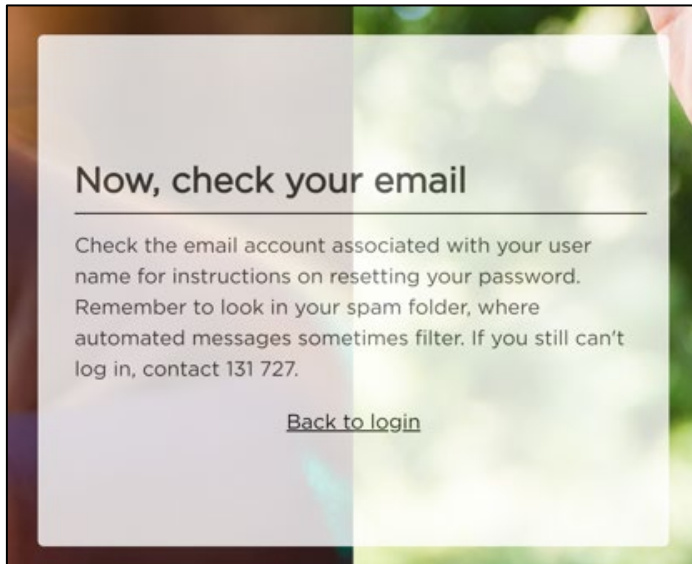 Now, check your email
Check the email account associated with your user
name for instructions on resetting your password.
Remember to look in your spam folder, where
automated messages sometimes filter. If you still can't
log in, contact 131 727.
Back to login